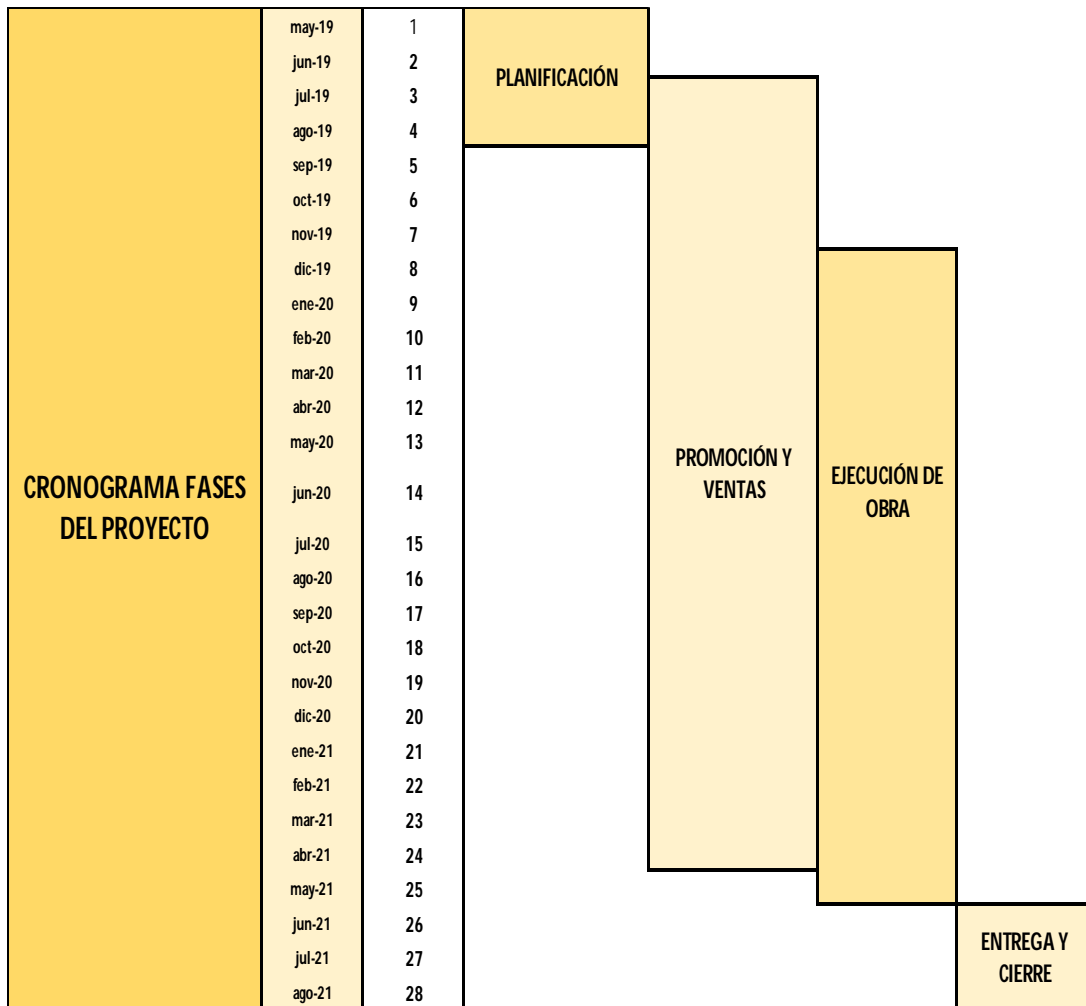 may-19 1
jun-19 2
PLANIFICACIÓN
jul-19 3
ago-19 4
sep-19 5
oct-19 6
nov-19 7
dic-19 8
ene-20 9
feb-20 10
mar-20 11
abr-20 12
may-20 13
CRONOGRAMA FASES
DEL PROYECTO
jun-20 14
PROMOCIÓN Y
VENTAS
EJECUCIÓN DE
OBRA
jul-20 15
ago-20 16
sep-20 17
oct-20 18
nov-20 19
dic-20 20
ene-21 21
feb-21 22
mar-21 23
abr-21 24
may-21 25
jun-21 26
ENTREGA Y
CIERRE
jul-21 27
ago-21 28